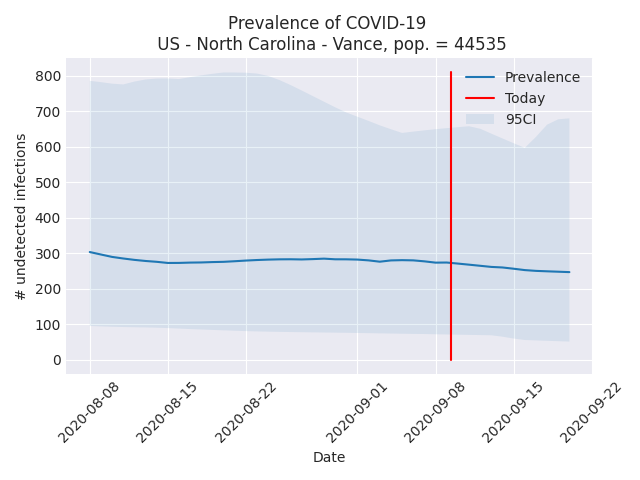 Prevalence of COVID-19
US - North Carolina - Vance, pop. = 44535
800
700
600
500
400
300
200
100
0
# undetected infections
Prevalence
Today
95CI
2020-08-08
2020-08-15
2020-08-22
2020-09-01
2020-09-08
2020-09-15
2020-09-22
Date